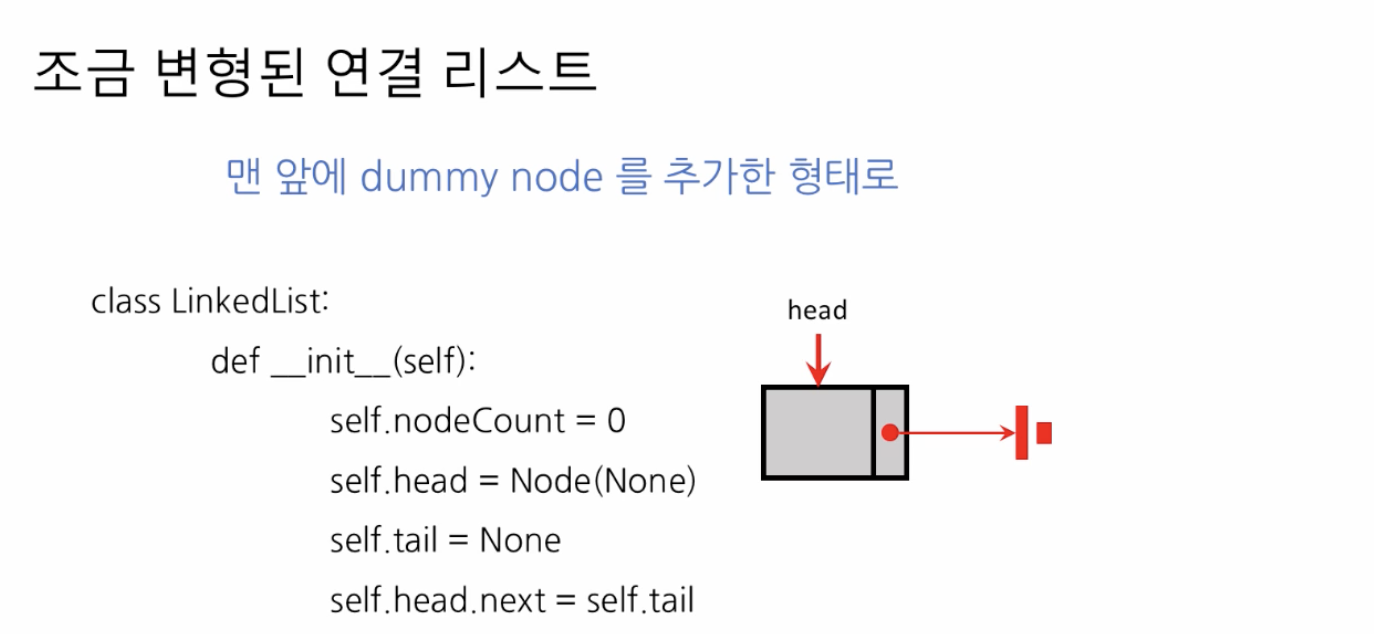 조금 변형된 연결 리스트
맨 앞에 dummy node 를 추가한 형태로
class LinkedList:
def __init__(self):
self.nodeCount = 0
self.head = Node(None)
self.tail = None
self.head.next = self.tail
head